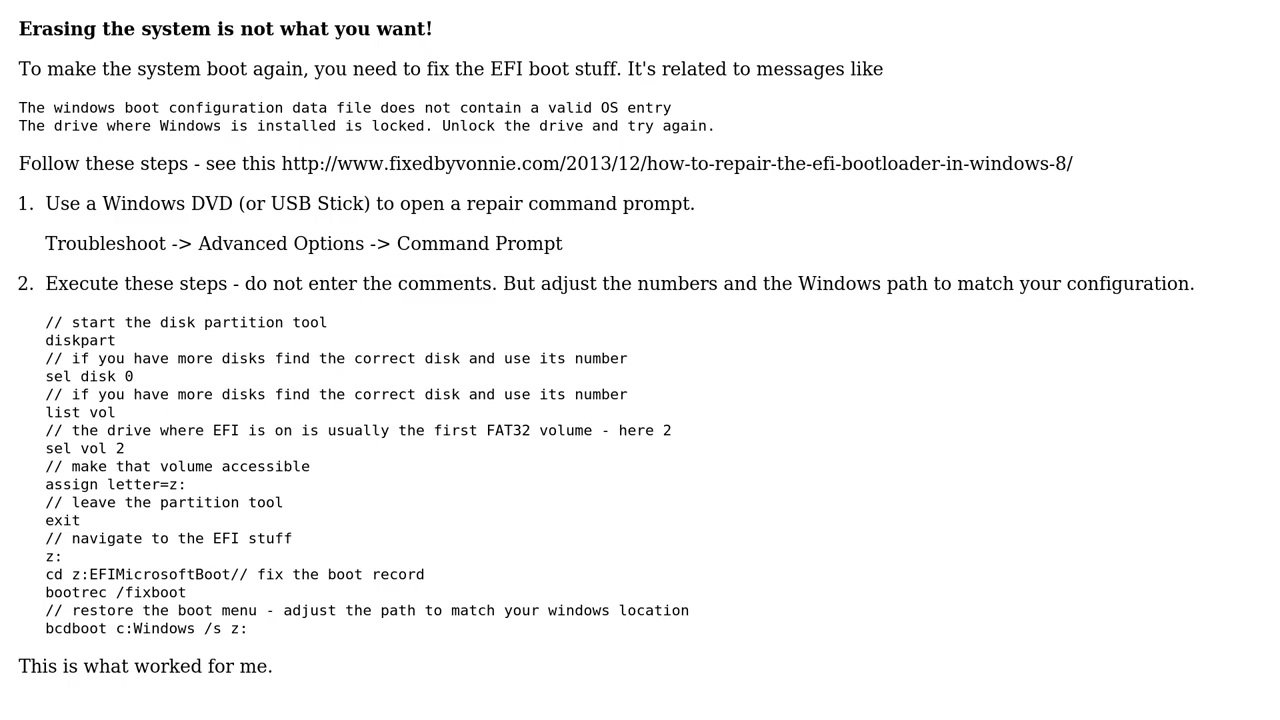 Erasing the system is not what you want!
To make the system boot again, you need to fix the EFI boot stuff. It's related to messages like
The windows boot configuration data file does not contain a valid OS entry
The drive where Windows is installed is locked. Unlock the drive and try again.
Follow these steps - see this http://www.fixedbyvonnie.com/2013/12/how-to-repair-the-efi-bootloader-in-windows-8/
1. Use a Windows DVD (or USB Stick) to open a repair command prompt.
Troubleshoot -> Advanced Options -> Command Prompt
2. Execute these steps - do not enter the comments. But adjust the numbers and the Windows path to match your configuration.
// start the disk partition tool
diskpart
// if you have more disks find the correct disk and use its number
sel disk 0
// if you have more disks find the correct disk and use its number
list vol
// the drive where EFI is on is usually the first FAT32 volume - here 2
sel vol 2
// make that volume accessible
assign letter=z:
// leave the partition tool
exit
// navigate to the EFI stuff
z:
cd z:EFIMicrosoftBoot// fix the boot record
bootrec /fixboot
// restore the boot menu - adjust the path to match your windows location
bcdboot c:Windows /s z:
This is what worked for me.